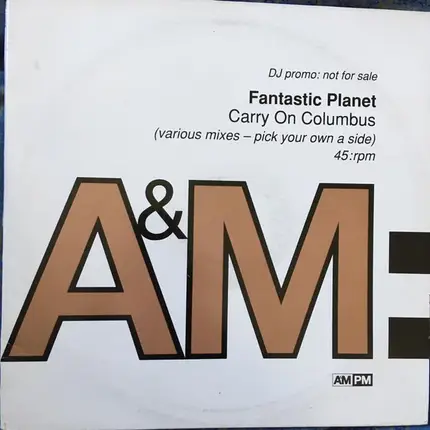 DJ promo: not for sale
Fantastic Planet
Carry On Columbus
(various mixes – pick your own a side)
45:rpm
A&M:
AM PM